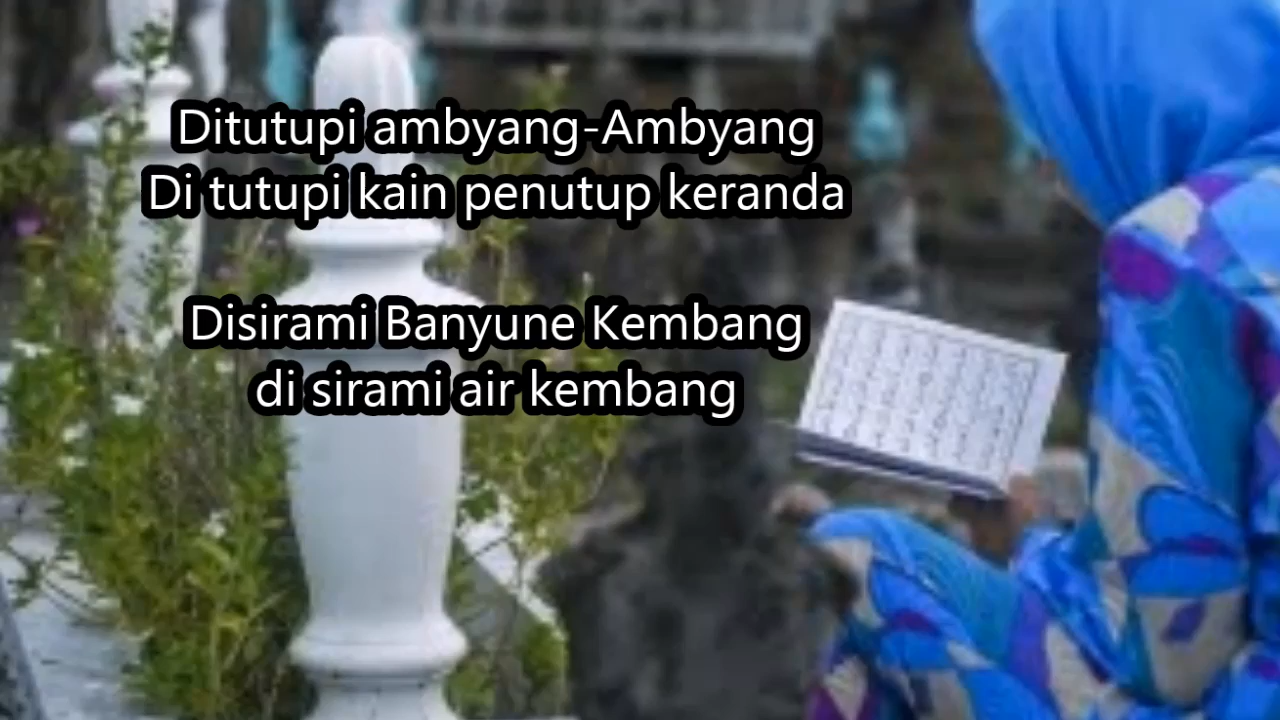 Ditutupi ambyang-Ambyang
Di tutupi kain penutup keranda
Disirami Banyune Kembang
di sirami air kembang